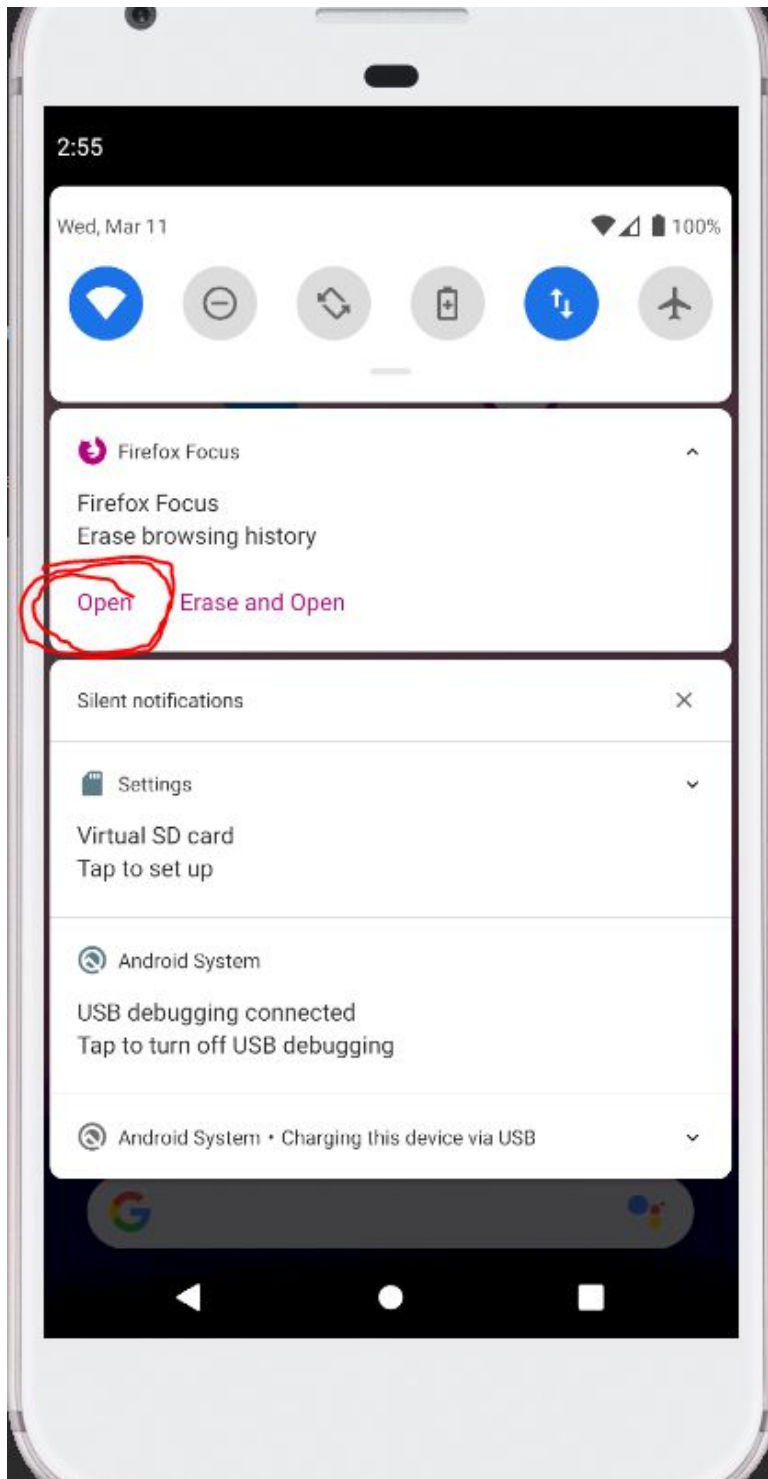 2:55
Wed, Mar 11 100%
Firefox Focus
Firefox Focus
Erase browsing history
Open Erase and Open
Silent notifications
Settings
Virtual SD card
Tap to set up
Android System
USB debugging connected
Tap to turn off USB debugging
Android System • Charging this device via USB